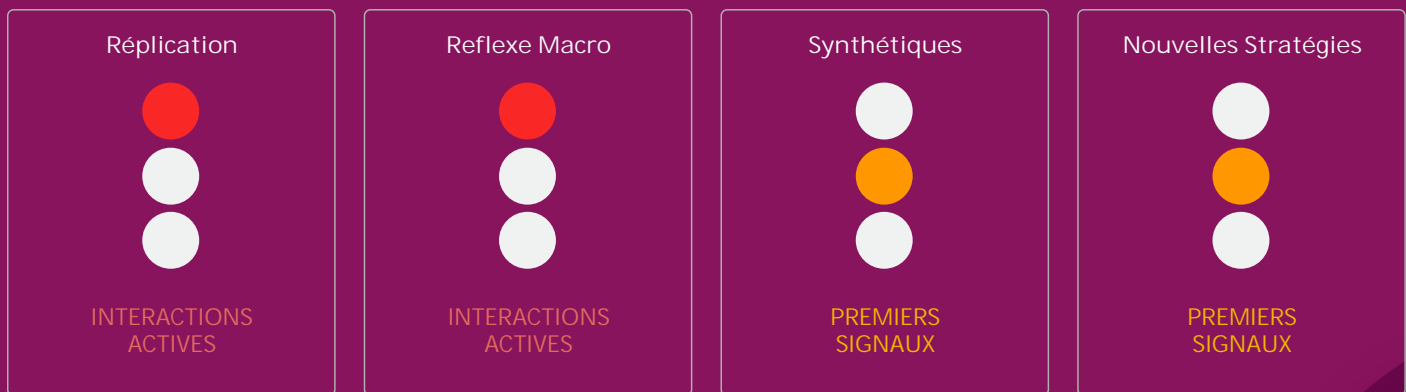 Réplication
INTERACTIONS
ACTIVES
Reflexe Macro
INTERACTIONS
ACTIVES
Synthétiques
PREMIERS
SIGNAUX
Nouvelles Stratégies
PREMIERS
SIGNAUX